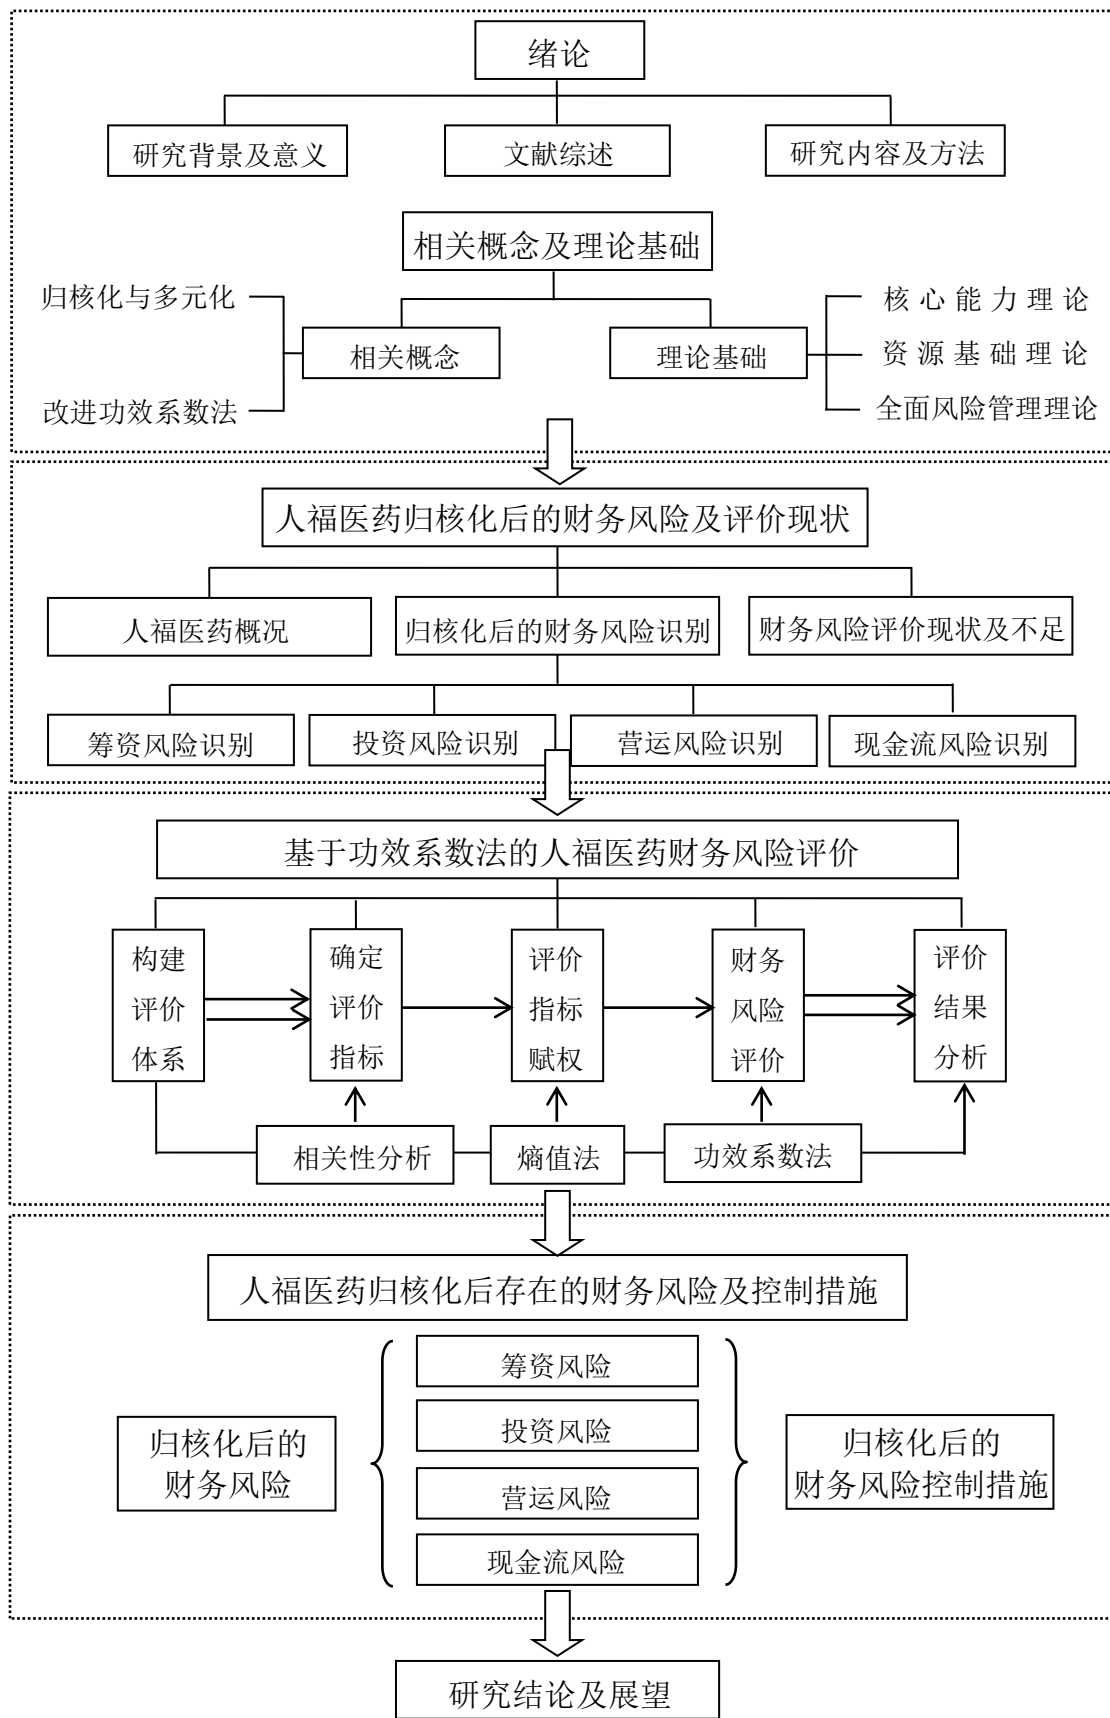 绪论
研究背景及意义
文献综述
研究内容及方法
相关概念及理论基础
归核化与多元化
核心能力理论
相关概念
理论基础
资源基础理论
改进功效系数法
全面风险管理理论
人福医药归核化后的财务风险及评价现状
人福医药概况
归核化后的财务风险识别
财务风险评价现状及不足
筹资风险识别
投资风险识别
营运风险识别
现金流风险识别
基于功效系数法的人福医药财务风险评价
构建
评价
体系
确定
评价
指标
评价
指标
赋权
财务
风险
评价
评价
结果
分析
相关性分析
熵值法
功效系数法
人福医药归核化后存在的财务风险及控制措施
归核化后的
财务风险
筹资风险
投资风险
营运风险
现金流风险
归核化后的
财务风险控制措施
研究结论及展望